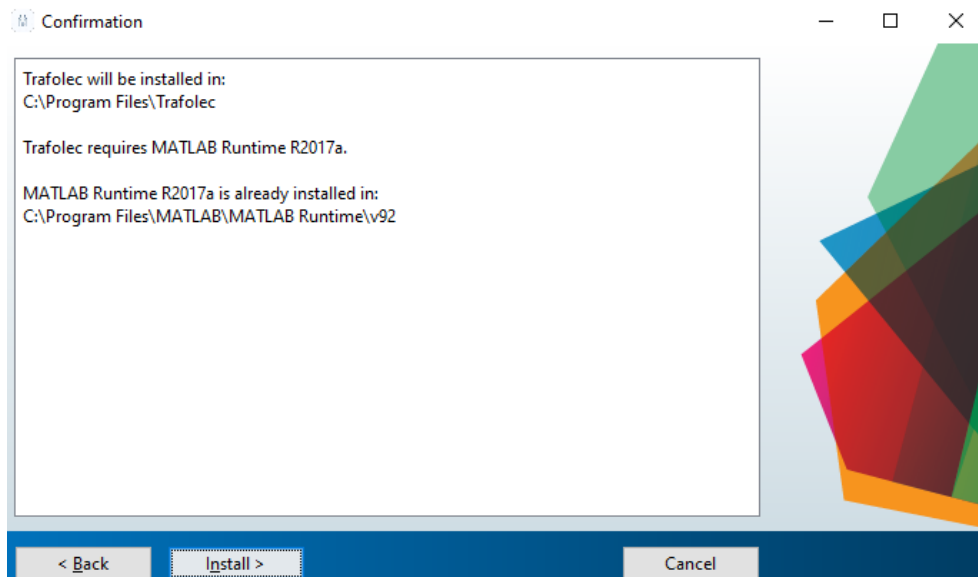 Confirmation
Trafolec will be installed in:
C:\Program Files\Trafolec
Trafolec requires MATLAB Runtime R2017a.
MATLAB Runtime R2017a is already installed in:
C:\Program Files\MATLAB\MATLAB Runtime\v92
< Back
Install >
Cancel